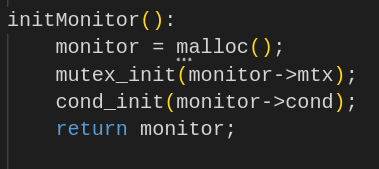 initMonitor():
    monitor = malloc();
    mutex_init(monitor->mtx);
    cond_init(monitor->cond);
    return monitor;